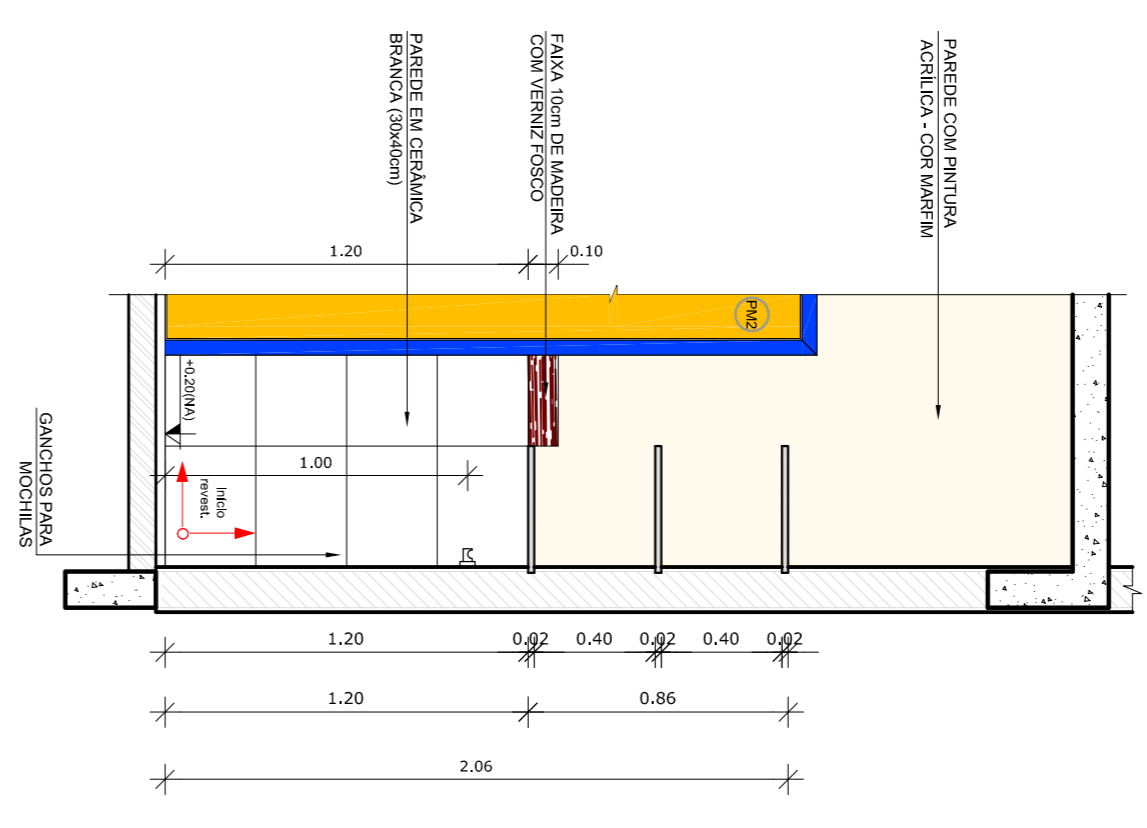 PAREDE EM CERÂMICA
BRANCA (30x40cm)
FAIXA 10cm DE MADEIRA
COM VERNIZ FOSCO
PAREDE COM PINTURA
ACRÍLICA - COR MARFIM
1.20
0.10
PM2
+0.20(NA)
1.00
Início
revest.
GANCHOS PARA
MOCHILAS
1.20
0.02
0.40
0.02
0.40
0.02
1.20
0.86
2.06